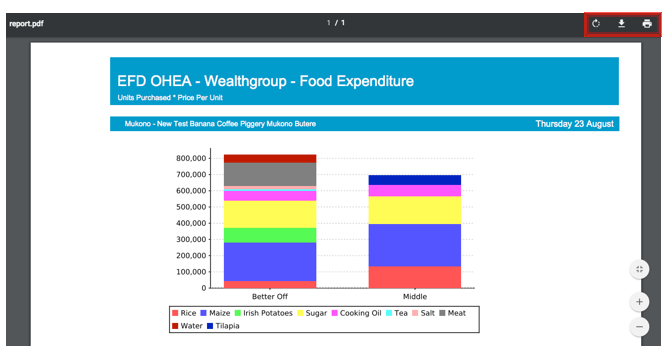 report.pdf
1 / 1
EFD OHEA - Wealthgroup - Food Expenditure
Units Purchased * Price Per Unit
Mukono - New Test Banana Coffee Piggery Mukono Butere
Thursday 23 August
800,000
700,000
600,000
500,000
400,000
300,000
200,000
100,000
0
Better Off
Middle
Rice Maize Irish Potatoes Sugar Cooking Oil Tea Salt Meat
Water Tilapia